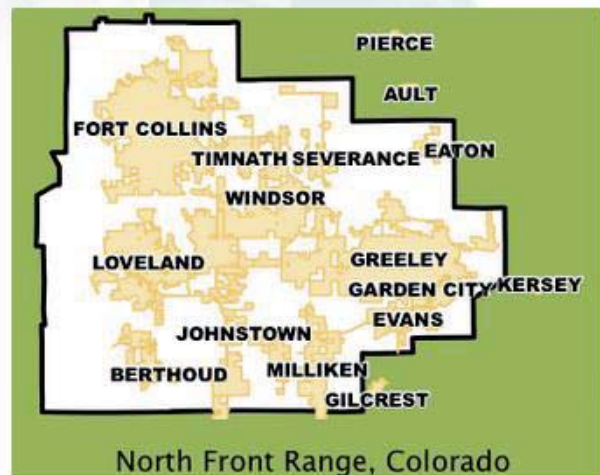 PIERCE
AULT
FORT COLLINS
TIMNATH SEVERANCE EATON
WINDSOR
LOVELAND
GREELEY
GARDEN CITY KERSEY
EVANS
JOHNSTOWN
BERTHOUD
MILLIKEN
GILCREST
North Front Range, Colorado